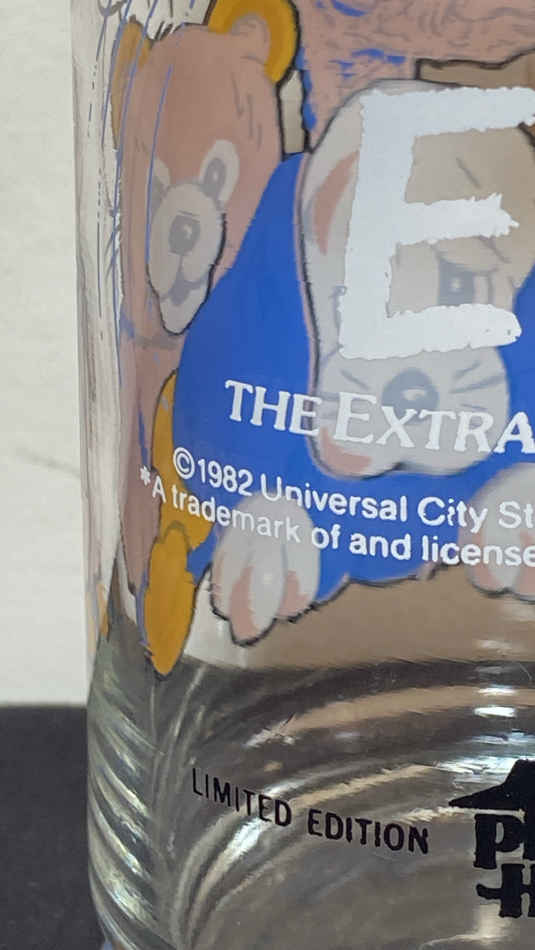 E
THE EXTRA
©1982 Universal City St
*A trademark of and license
LIMITED EDITION
P
H